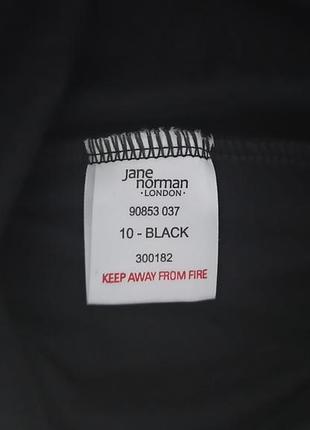 jane
norman
·LONDON·
90853 037
10 - BLACK
300182
KEEP AWAY FROM FIRE